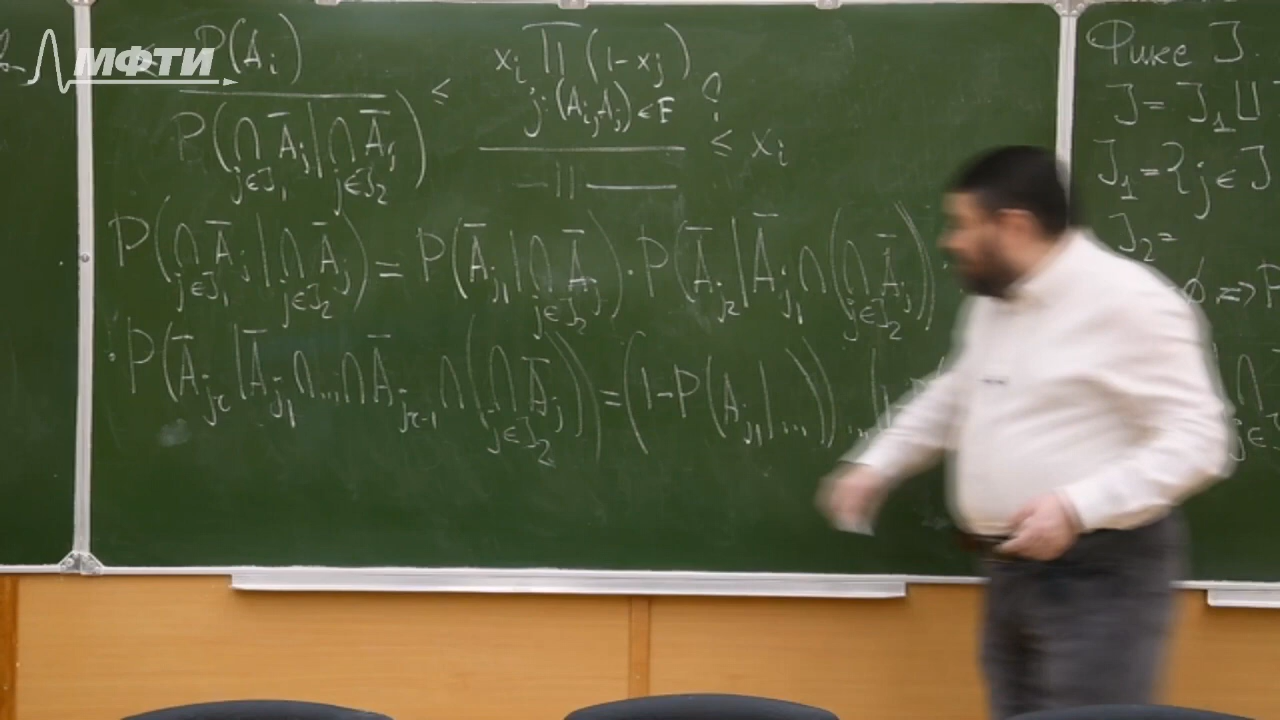 МФТИ
≤ P(A_i) / P(⋂_{j∈J_1} Ā_j | ⋂_{j∈J_2} Ā_j) ≤ x_i ∏_{j:(A_i,A_j)∈E} (1-x_j) / —||— ≤? x_i
P(⋂_{j∈J_1} Ā_j | ⋂_{j∈J_2} Ā_j) = P(Ā_{j_1} | ⋂_{j∈J_2} Ā_j) · P(Ā_{j_2} | Ā_{j_1} ∩ (⋂_{j∈J_2} Ā_j)) ·
· P(Ā_{j_r} | Ā_{j_1} ∩ ... ∩ Ā_{j_{r-1}} ∩ (⋂_{j∈J_2} Ā_j)) = (1-P(A_{j_1} | ...)) ... (1-P
Фикс J.
J = J_1 ⊔
J_1 = { j ∈ J
J_2 =
∅ ⇒ P
⋂
j∈